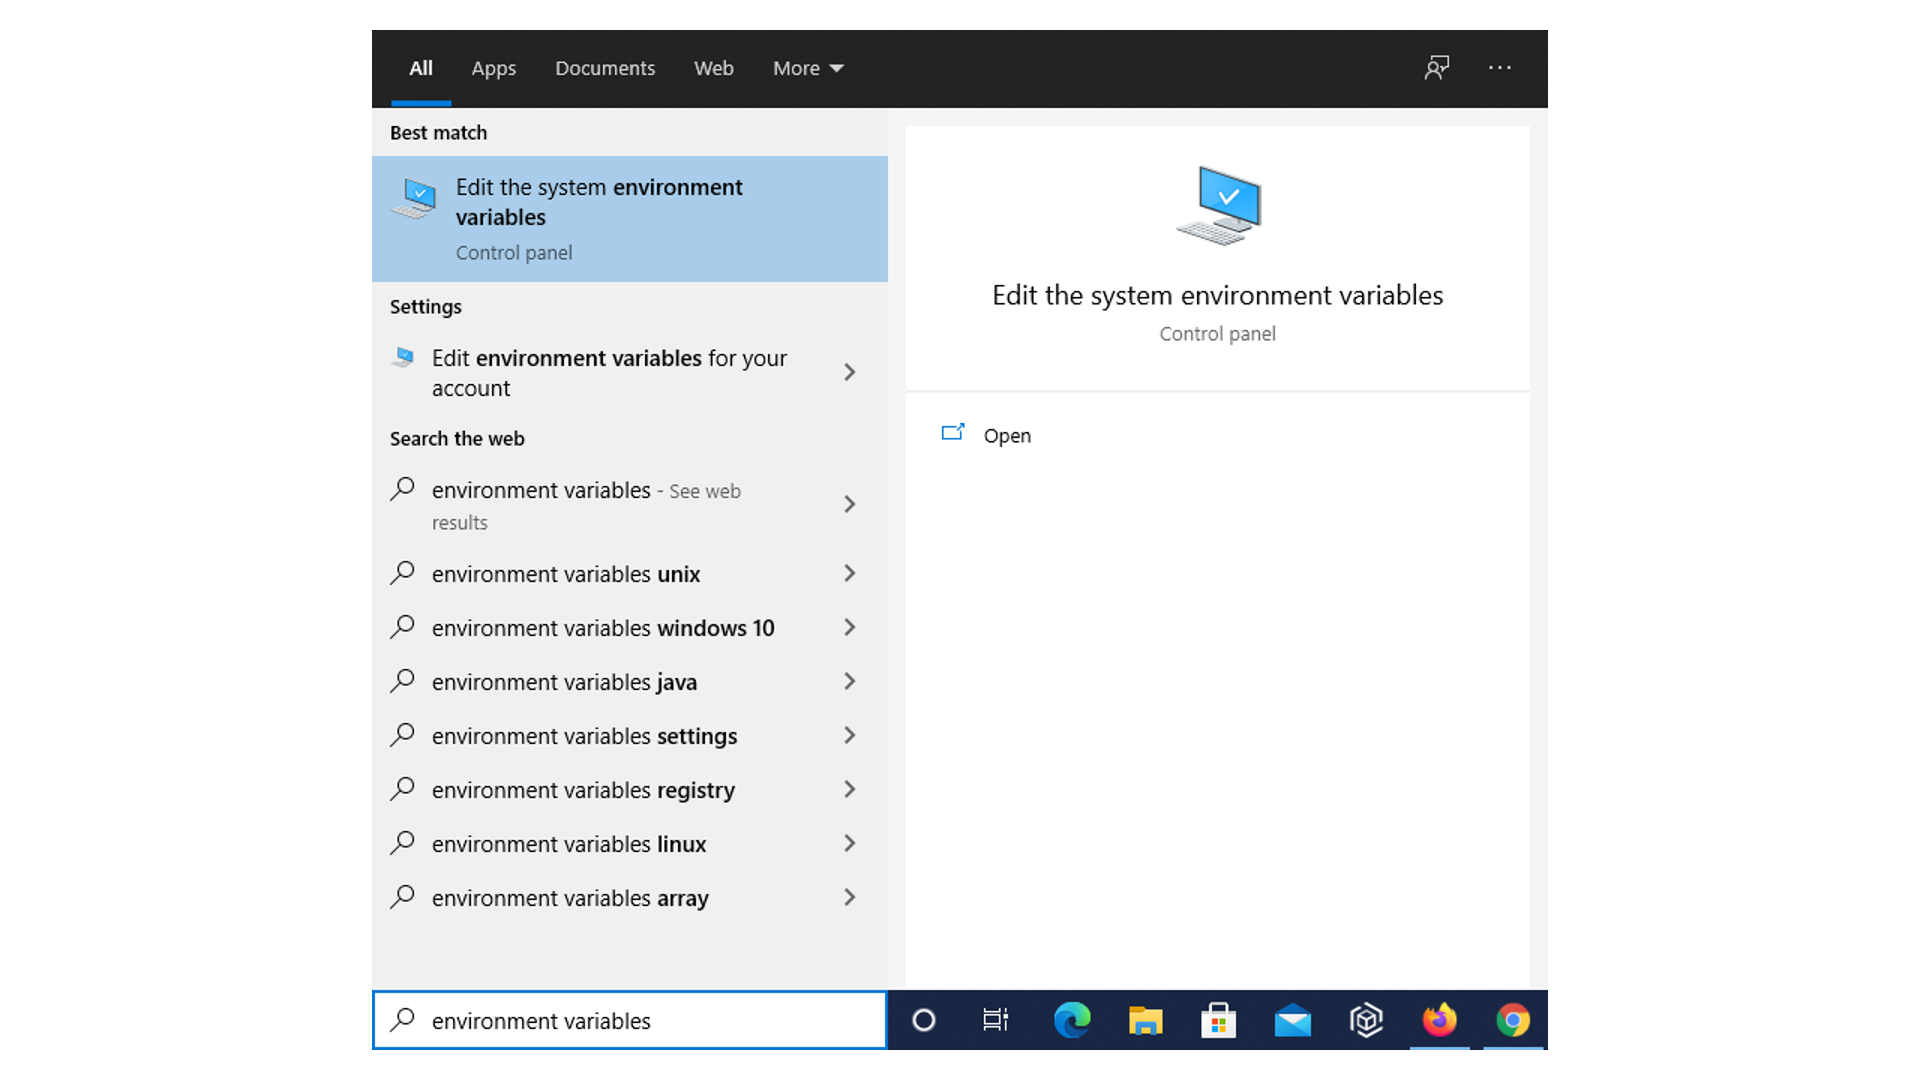 All Apps Documents Web More
Best match
Edit the system environment
variables
Control panel
Settings
Edit environment variables for your
account
Search the web
environment variables - See web
results
environment variables unix
environment variables windows 10
environment variables java
environment variables settings
environment variables registry
environment variables linux
environment variables array
environment variables
Edit the system environment variables
Control panel
Open